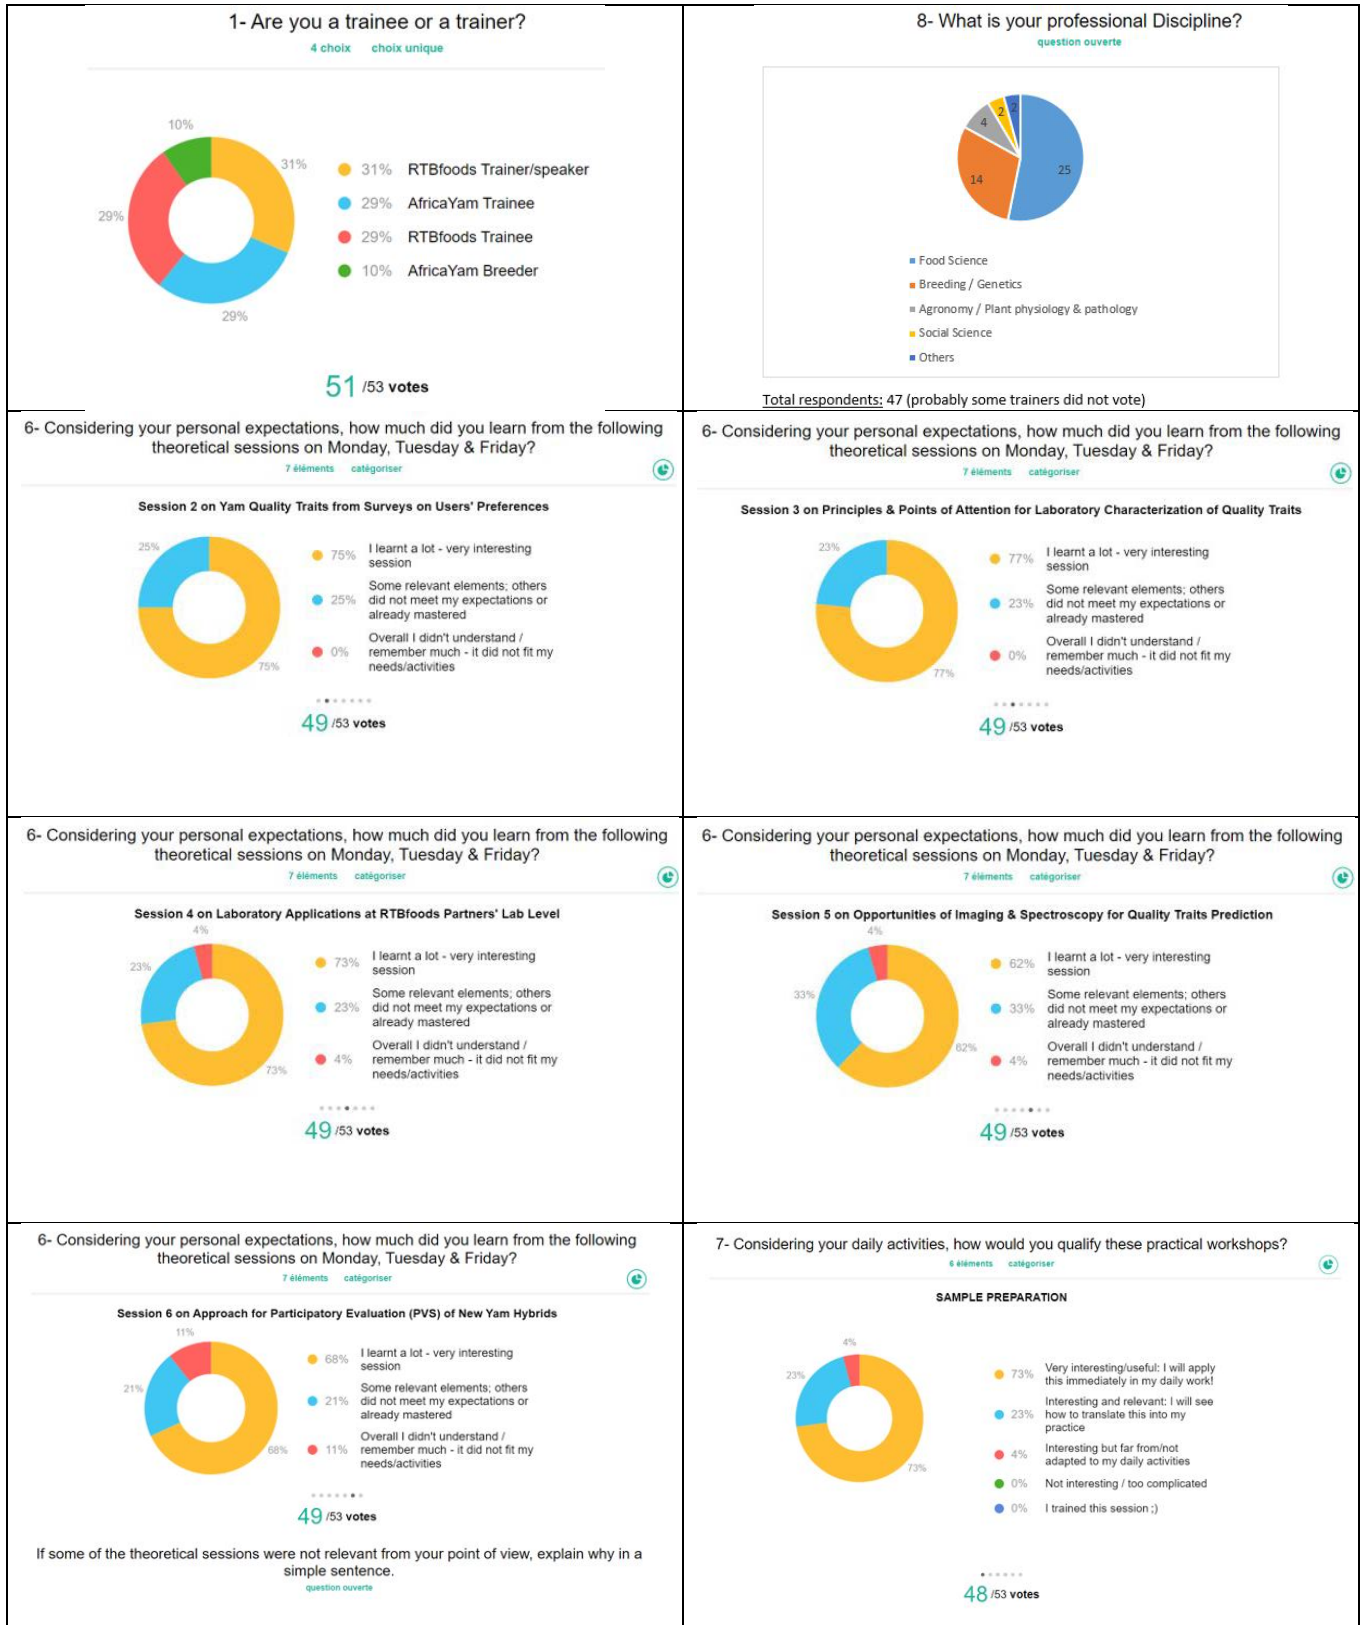 1- Are you a trainee or a trainer?
4 choix choix unique
10%
31%
29%
29%
31% RTBfoods Trainer/speaker
29% AfricaYam Trainee
29% RTBfoods Trainee
10% AfricaYam Breeder
51 /53 votes
8- What is your professional Discipline?
question ouverte
2
2
4
14
25
Food Science
Breeding / Genetics
Agronomy / Plant physiology & pathology
Social Science
Others
Total respondents: 47 (probably some trainers did not vote)
6- Considering your personal expectations, how much did you learn from the following
theoretical sessions on Monday, Tuesday & Friday?
7 éléments catégoriser
Session 2 on Yam Quality Traits from Surveys on Users' Preferences
25%
75%
75% I learnt a lot - very interesting
session
25% Some relevant elements; others
did not meet my expectations or
already mastered
0% Overall I didn't understand /
remember much - it did not fit my
needs/activities
49 /53 votes
6- Considering your personal expectations, how much did you learn from the following
theoretical sessions on Monday, Tuesday & Friday?
7 éléments catégoriser
Session 3 on Principles & Points of Attention for Laboratory Characterization of Quality Traits
23%
77%
77% I learnt a lot - very interesting
session
23% Some relevant elements; others
did not meet my expectations or
already mastered
0% Overall I didn't understand /
remember much - it did not fit my
needs/activities
49 /53 votes
6- Considering your personal expectations, how much did you learn from the following
theoretical sessions on Monday, Tuesday & Friday?
7 éléments catégoriser
Session 4 on Laboratory Applications at RTBfoods Partners' Lab Level
4%
23%
73%
73% I learnt a lot - very interesting
session
23% Some relevant elements; others
did not meet my expectations or
already mastered
4% Overall I didn't understand /
remember much - it did not fit my
needs/activities
49 /53 votes
6- Considering your personal expectations, how much did you learn from the following
theoretical sessions on Monday, Tuesday & Friday?
7 éléments catégoriser
Session 5 on Opportunities of Imaging & Spectroscopy for Quality Traits Prediction
4%
33%
62%
62% I learnt a lot - very interesting
session
33% Some relevant elements; others
did not meet my expectations or
already mastered
4% Overall I didn't understand /
remember much - it did not fit my
needs/activities
49 /53 votes
6- Considering your personal expectations, how much did you learn from the following
theoretical sessions on Monday, Tuesday & Friday?
7 éléments catégoriser
Session 6 on Approach for Participatory Evaluation (PVS) of New Yam Hybrids
11%
21%
68%
68% I learnt a lot - very interesting
session
21% Some relevant elements; others
did not meet my expectations or
already mastered
11% Overall I didn't understand /
remember much - it did not fit my
needs/activities
49 /53 votes
If some of the theoretical sessions were not relevant from your point of view, explain why in a
simple sentence.
question ouverte
7- Considering your daily activities, how would you qualify these practical workshops?
6 éléments catégoriser
SAMPLE PREPARATION
4%
23%
73%
73% Very interesting/useful: I will apply
this immediately in my daily work!
23% Interesting and relevant: I will see
how to translate this into my
practice
4% Interesting but far from/not
adapted to my daily activities
0% Not interesting / too complicated
0% I trained this session ;)
48 /53 votes